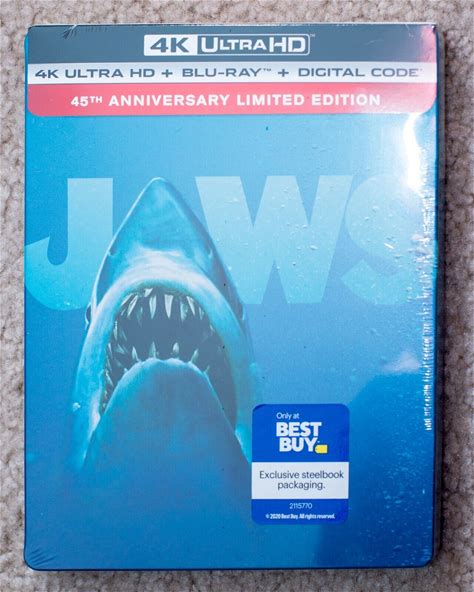 4K ULTRA HD
4K ULTRA HD + BLU-RAY™ + DIGITAL CODE
45TH ANNIVERSARY LIMITED EDITION
JAWS
Only at
BEST
BUY
Exclusive steelbook
packaging.
2115770
© 2020 Best Buy. All rights reserved.